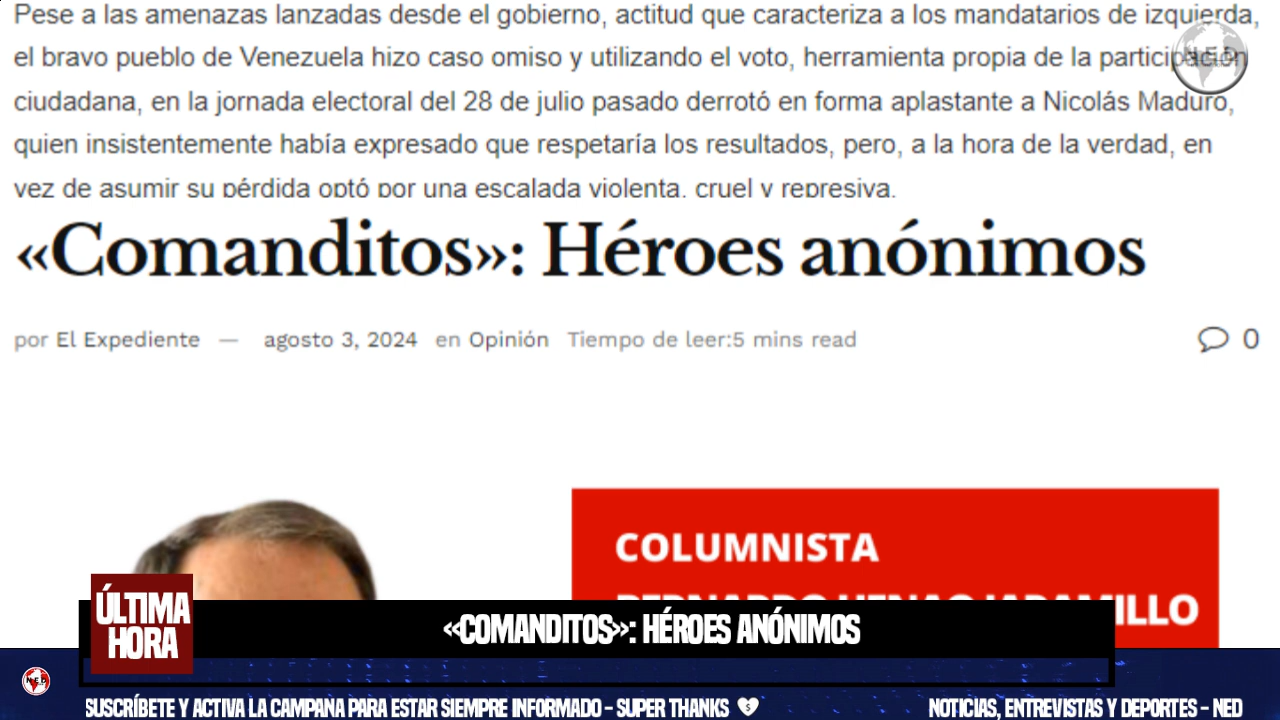 Pese a las amenazas lanzadas desde el gobierno, actitud que caracteriza a los mandatarios de izquierda,
el bravo pueblo de Venezuela hizo caso omiso y utilizando el voto, herramienta propia de la participación
ciudadana, en la jornada electoral del 28 de julio pasado derrotó en forma aplastante a Nicolás Maduro,
quien insistentemente había expresado que respetaría los resultados, pero, a la hora de la verdad, en
vez de asumir su pérdida optó por una escalada violenta, cruel y represiva.
«Comanditos»: Héroes anónimos
por El Expediente — agosto 3, 2024 en Opinión Tiempo de leer:5 mins read 0
COLUMNISTA
BERNARDO HENAO JARAMILLO
ÚLTIMA
HORA
«COMANDITOS»: HÉROES ANÓNIMOS
NED
SUSCRÍBETE Y ACTIVA LA CAMPANA PARA ESTAR SIEMPRE INFORMADO - SUPER THANKS
NOTICIAS, ENTREVISTAS Y DEPORTES - NED